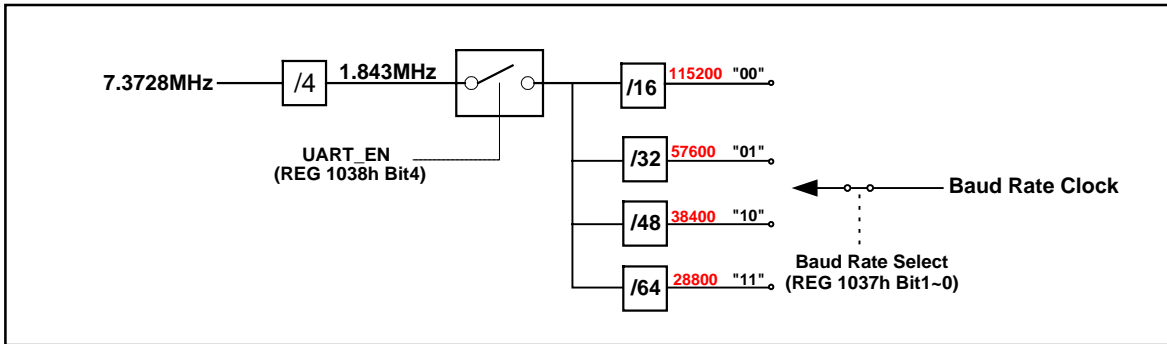 7.3728MHz
/4
1.843MHz
UART_EN
(REG 1038h Bit4)
/16
115200 "00"
/32
57600 "01"
/48
38400 "10"
/64
28800 "11"
Baud Rate Clock
Baud Rate Select
(REG 1037h Bit1~0)